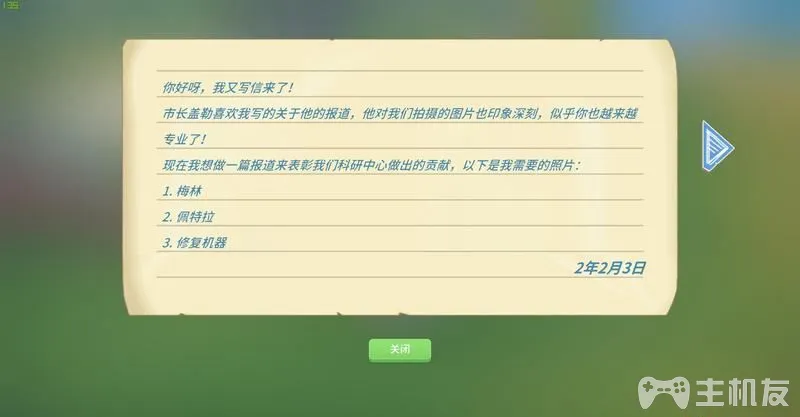 135
你好呀，我又写信来了！
市长盖勒喜欢我写的关于他的报道，他对我们拍摄的图片也印象深刻，似乎你也越来越
专业了！
现在我想做一篇报道来表彰我们科研中心做出的贡献，以下是我需要的照片：
1. 梅林
2. 佩特拉
3. 修复机器
2年2月3日
关闭
主机友